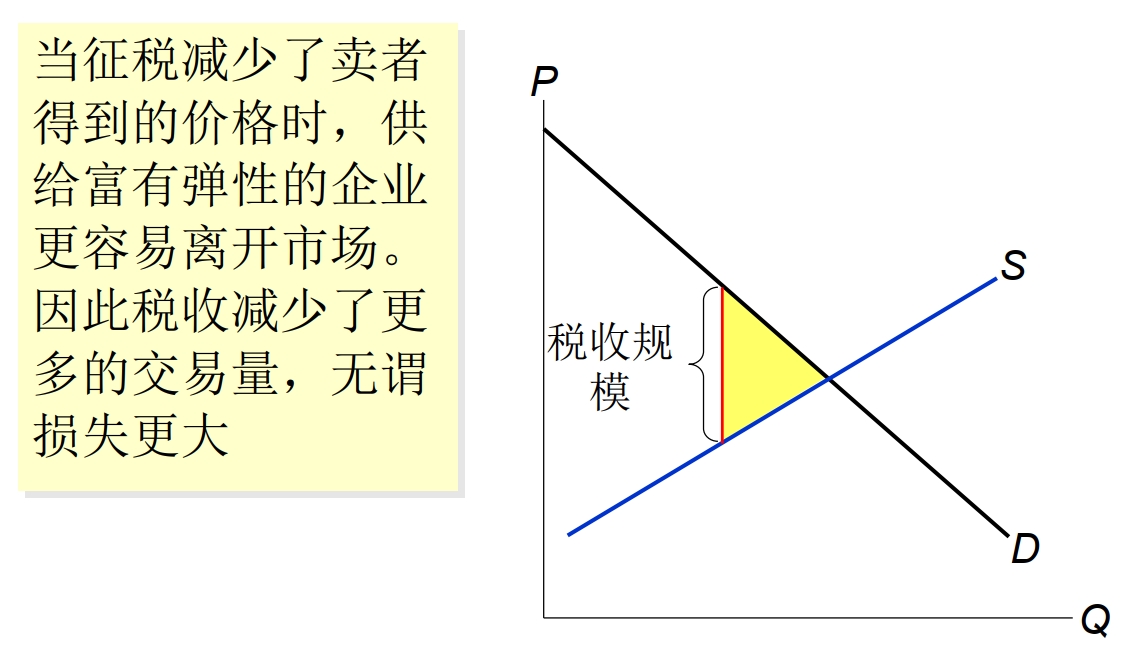 当征税减少了卖者
得到的价格时，供
给富有弹性的企业
更容易离开市场。
因此税收减少了更
多的交易量，无谓
损失更大
P
S
税收规
模
D
Q